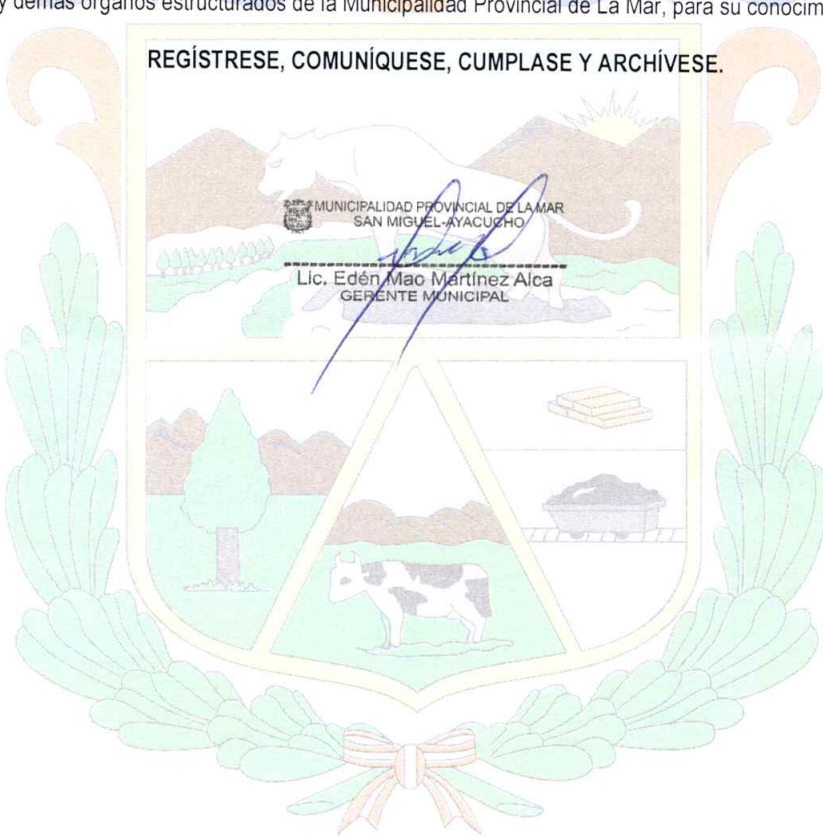 y demás órganos estructurados de la Municipalidad Provincial de La Mar, para su conocim
REGÍSTRESE, COMUNÍQUESE, CUMPLASE Y ARCHÍVESE.
MUNICIPALIDAD PROVINCIAL DE LA MAR
SAN MIGUEL-AYACUCHO
Lic. Edén Mao Martínez Alca
GERENTE MUNICIPAL